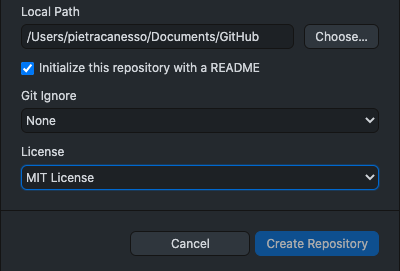 Local Path
/Users/pietracanesso/Documents/GitHub
Choose...
Initialize this repository with a README
Git Ignore
None
License
MIT License
Cancel
Create Repository